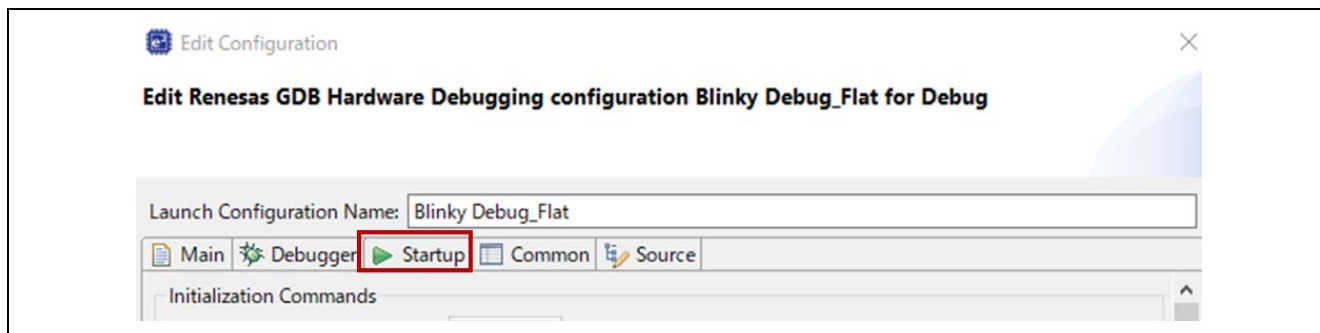 Edit Configuration
Edit Renesas GDB Hardware Debugging configuration Blinky Debug_Flat for Debug
Launch Configuration Name: Blinky Debug_Flat
Main Debugger Startup Common Source
Initialization Commands